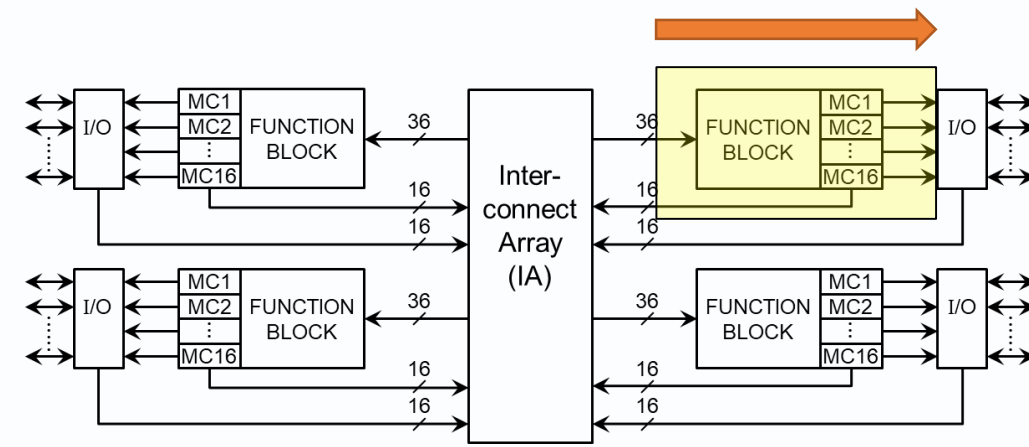 I/O
MC1
MC2
⋮
MC16
FUNCTION
BLOCK
36
16
16
Inter-
connect
Array
(IA)
36
16
16
FUNCTION
BLOCK
MC1
MC2
⋮
MC16
I/O
I/O
MC1
MC2
⋮
MC16
FUNCTION
BLOCK
36
16
16
36
16
16
FUNCTION
BLOCK
MC1
MC2
⋮
MC16
I/O